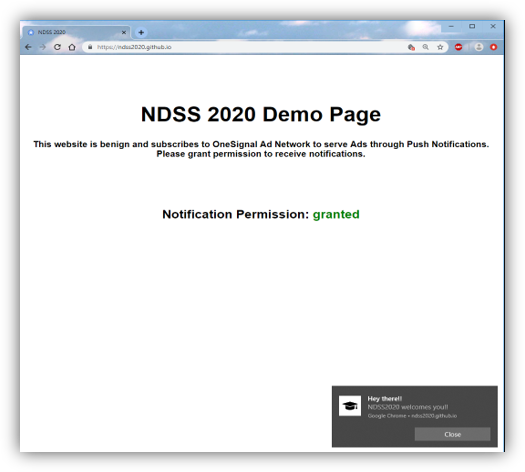 NDSS 2020
https://ndss2020.github.io
NDSS 2020 Demo Page
This website is benign and subscribes to OneSignal Ad Network to serve Ads through Push Notifications.
Please grant permission to receive notifications.
Notification Permission: granted
Hey there!!
NDSS2020 welcomes you!!
Google Chrome • ndss2020.github.io
Close